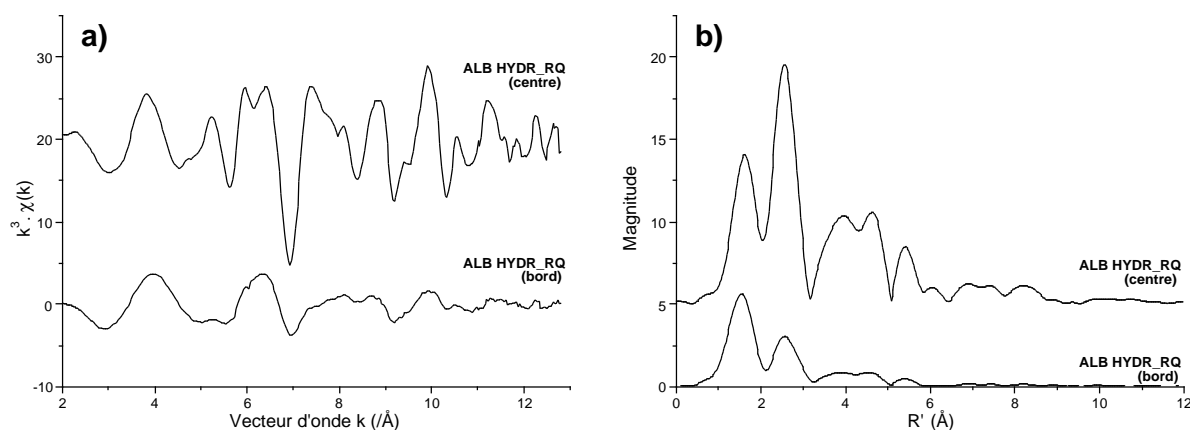 a)
30
20
10
0
-10
k³. χ(k)
ALB HYDR_RQ
(centre)
ALB HYDR_RQ
(bord)
2
4
6
8
10
12
Vecteur d'onde k (/Å)
b)
20
15
10
5
0
Magnitude
ALB HYDR_RQ
(centre)
ALB HYDR_RQ
(bord)
0
2
4
6
8
10
12
R' (Å)